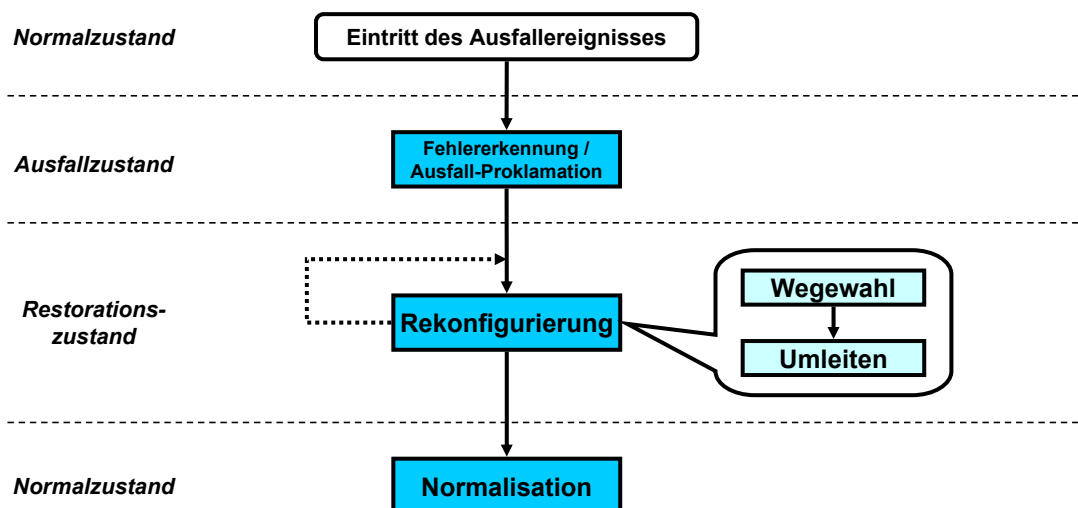 Normalzustand
Eintritt des Ausfallereignisses
Ausfallzustand
Fehlererkennung /
Ausfall-Proklamation
Restorations-
zustand
Rekonfigurierung
Wegewahl
Umleiten
Normalzustand
Normalisation